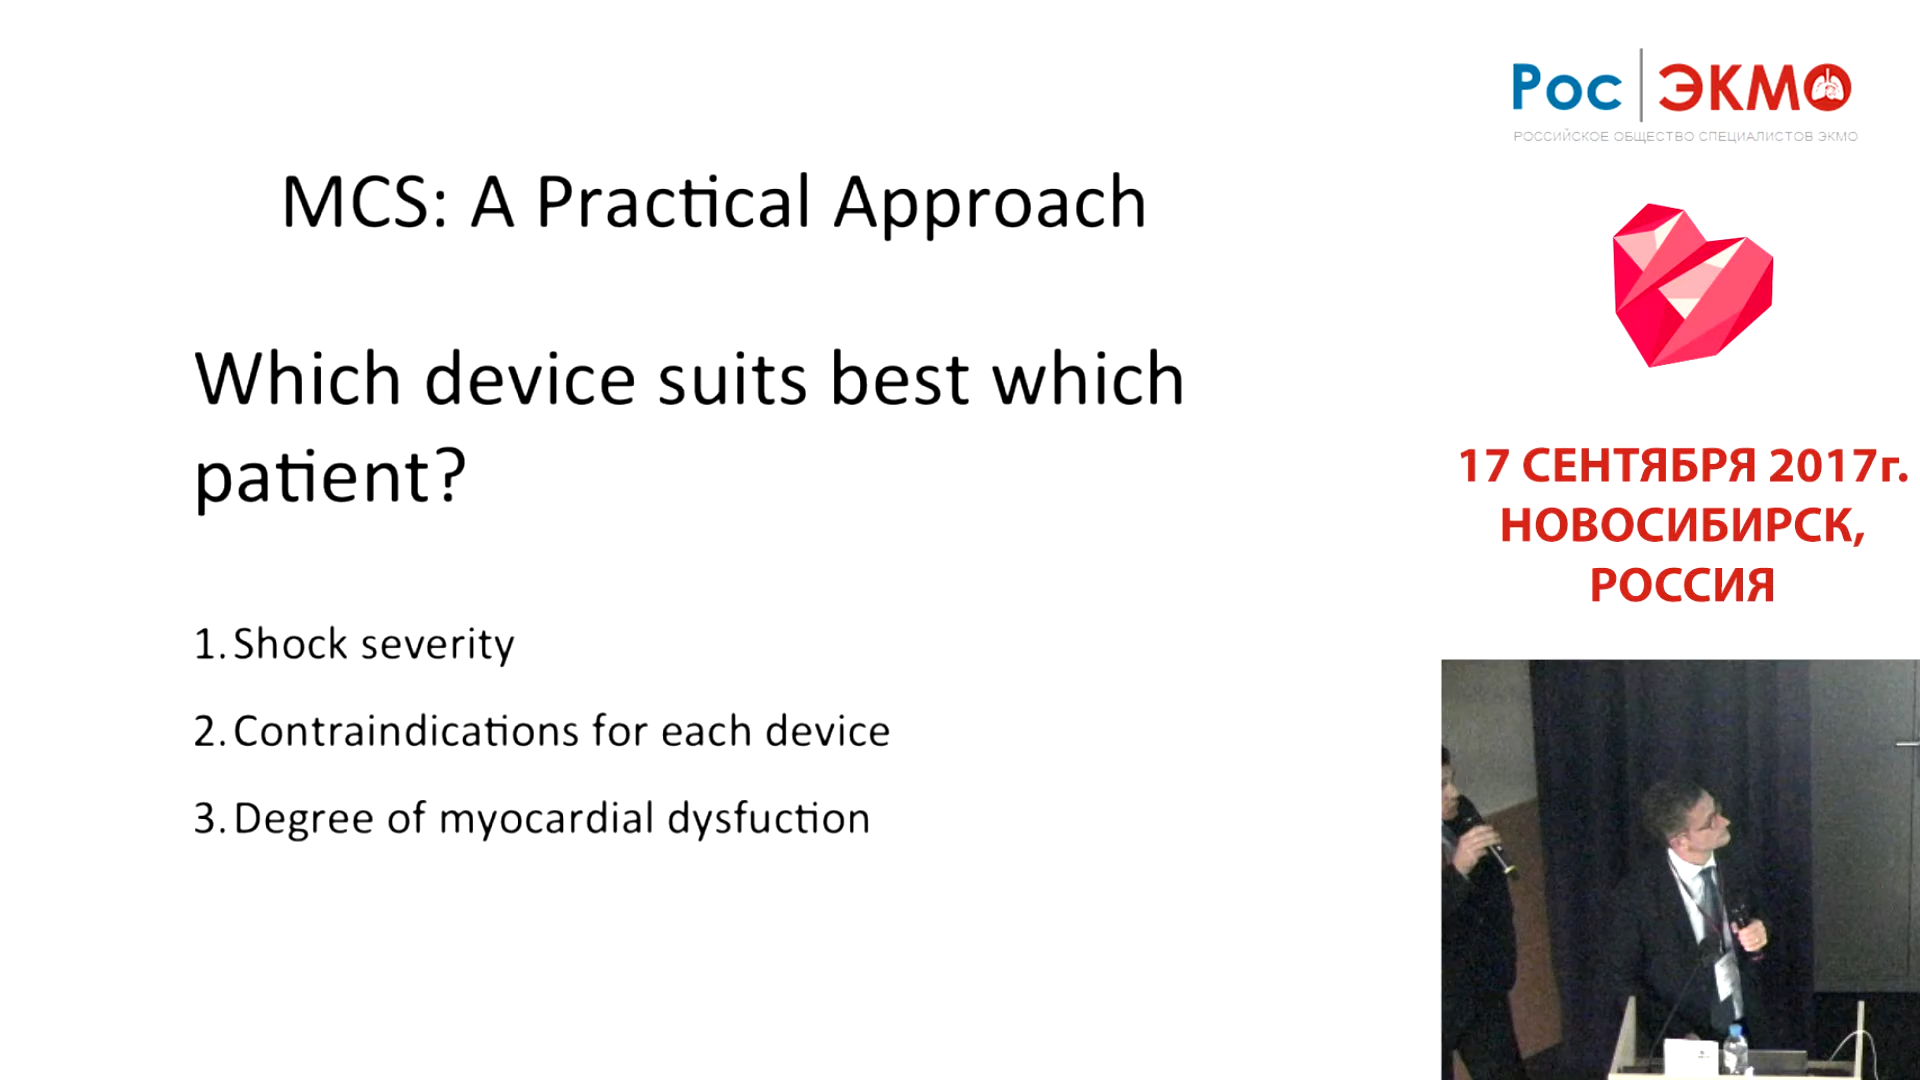 MCS: A Practical Approach
Which device suits best which
patient?
1. Shock severity
2. Contraindications for each device
3. Degree of myocardial dysfuction
Рос ЭКМО
РОССИЙСКОЕ ОБЩЕСТВО СПЕЦИАЛИСТОВ ЭКМО
17 СЕНТЯБРЯ 2017г.
НОВОСИБИРСК,
РОССИЯ